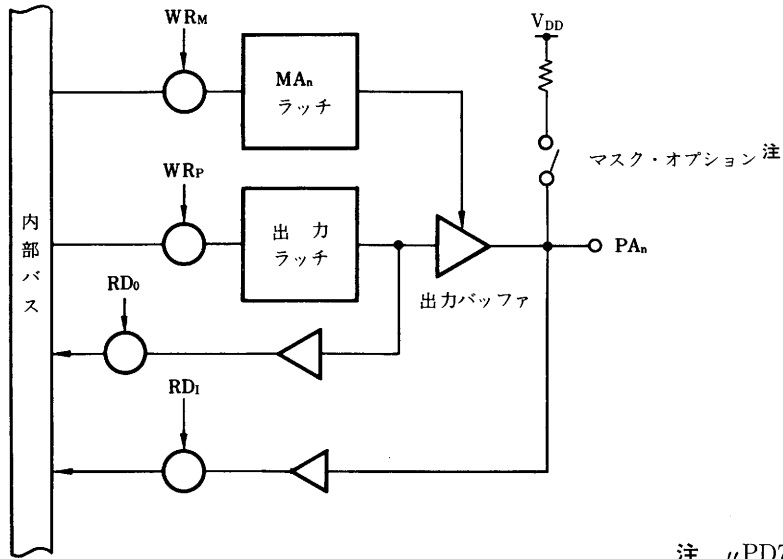 WRM
VDD
MAn
ラッチ
マスク・オプション注
WRP
内部バス
出力
ラッチ
PAn
出力バッファ
RD0
RDI
注 μPD7